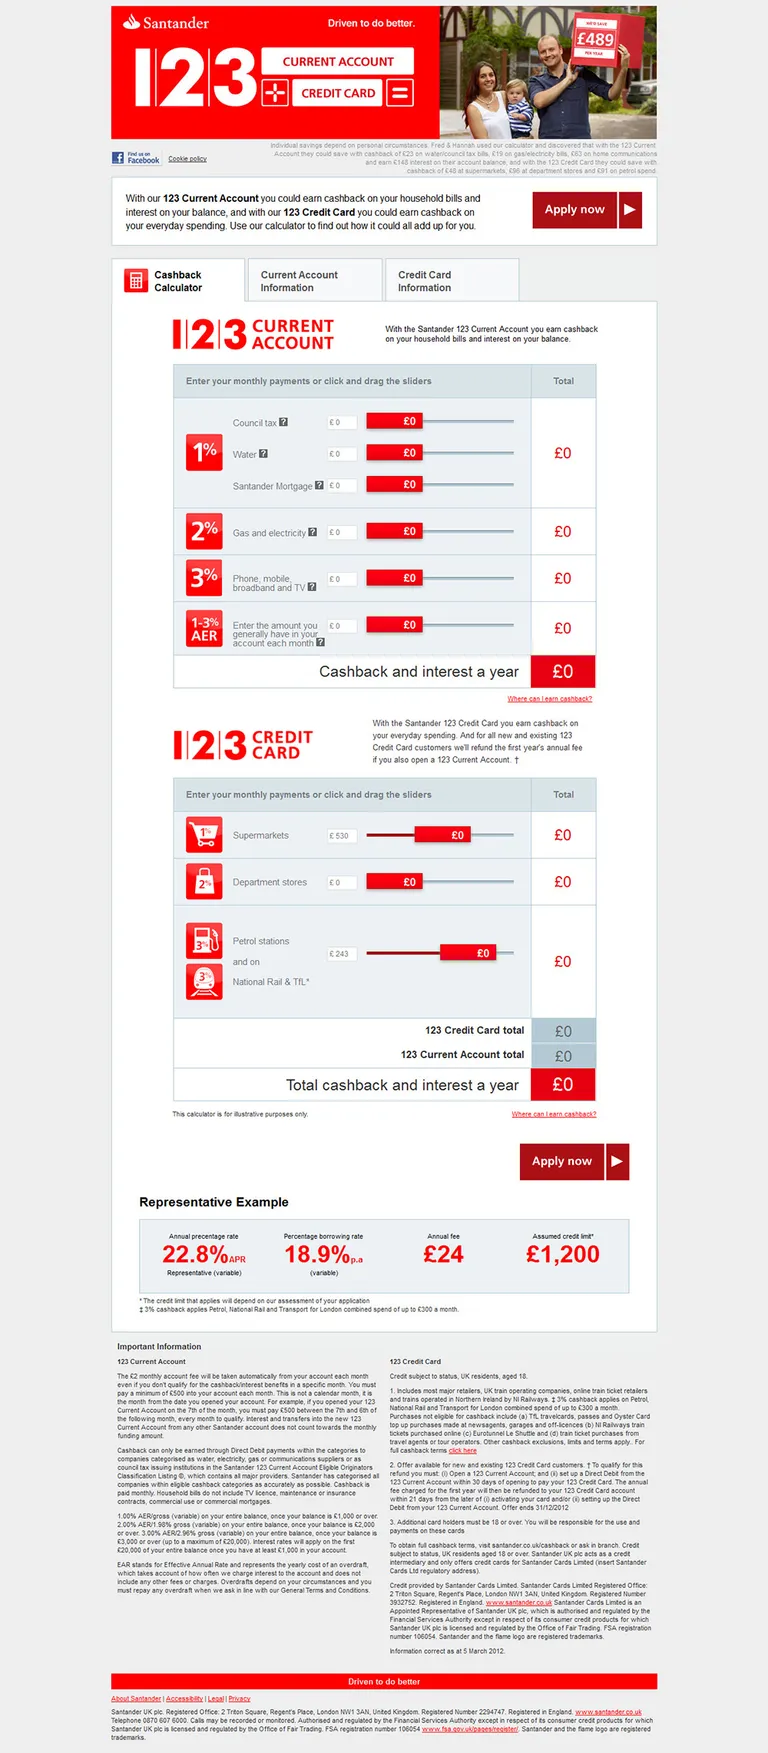 Santander
Driven to do better.
WE'D SAVE
£489
PER YEAR
123
CURRENT ACCOUNT
+ CREDIT CARD =
Find us on
Facebook
Cookie policy
Individual savings depend on personal circumstances. Fred & Hannah used our calculator and discovered that with the 123 Current
Account they could save with cashback of £23 on water/council tax bills, £19 on gas/electricity bills, £63 on home communications
and earn £148 interest on their account balance, and with the 123 Credit Card they could save with
cashback of £48 at supermarkets, £96 at department stores and £91 on petrol spend.
With our 123 Current Account you could earn cashback on your household bills and
interest on your balance, and with our 123 Credit Card you could earn cashback on
your everyday spending. Use our calculator to find out how it could all add up for you.
Apply now
Cashback
Calculator
Current Account
Information
Credit Card
Information
123 CURRENT
ACCOUNT
With the Santander 123 Current Account you earn cashback
on your household bills and interest on your balance.
Enter your monthly payments or click and drag the sliders
Total
1%
Council tax ? £ 0 £0
Water ? £ 0 £0
£0
Santander Mortgage ? £ 0 £0
2% Gas and electricity ? £ 0 £0 £0
3% Phone, mobile,
broadband and TV ? £ 0 £0 £0
1-3%
AER
Enter the amount you
generally have in your
account each month ? £ 0 £0 £0
Cashback and interest a year £0
Where can I earn cashback?
123 CREDIT
CARD
With the Santander 123 Credit Card you earn cashback on
your everyday spending. And for all new and existing 123
Credit Card customers we'll refund the first year's annual fee
if you also open a 123 Current Account. †
Enter your monthly payments or click and drag the sliders
Total
1% Supermarkets £ 530 £0 £0
2% Department stores £ 0 £0 £0
3% Petrol stations
and on
£ 243 £0 £0
3% National Rail & TfL*
123 Credit Card total £0
123 Current Account total £0
Total cashback and interest a year £0
This calculator is for illustrative purposes only.
Where can I earn cashback?
Apply now
Representative Example
Annual precentage rate
22.8% APR
Representative (variable)
Percentage borrowing rate
18.9% p.a
(variable)
Annual fee
£24
Assumed credit limit*
£1,200
* The credit limit that applies will depend on our assessment of your application
‡ 3% cashback applies Petrol, National Rail and Transport for London combined spend of up to £300 a month.
Important Information
123 Current Account
The £2 monthly account fee will be taken automatically from your account each month
even if you don't qualify for the cashback/interest benefits in a specific month. You must
pay a minimum of £500 into your account each month. This is not a calendar month, it is
the month from the date you opened your account. For example, if you opened your 123
Current Account on the 7th of the month, you must pay £500 between the 7th and 6th of
the following month, every month to qualify. Interest and transfers into the new 123
Current Account from any other Santander account does not count towards the monthly
funding amount.
Cashback can only be earned through Direct Debit payments within the categories to
companies categorised as water, electricity, gas or communications suppliers or as
council tax issuing institutions in the Santander 123 Current Account Eligible Originators
Classification Listing ©, which contains all major providers. Santander has categorised all
companies within eligible cashback categories as accurately as possible. Cashback is
paid monthly. Household bills do not include TV licence, maintenance or insurance
contracts, commercial use or commercial mortgages.
1.00% AER/gross (variable) on your entire balance, once your balance is £1,000 or over.
2.00% AER/1.98% gross (variable) on your entire balance, once your balance is £2,000
or over. 3.00% AER/2.96% gross (variable) on your entire balance, once your balance is
£3,000 or over (up to a maximum of £20,000). Interest rates will apply on the first
£20,000 of your entire balance once you have at least £1,000 in your account.
EAR stands for Effective Annual Rate and represents the yearly cost of an overdraft,
which takes account of how often we charge interest to the account and does not
include any other fees or charges. Overdrafts depend on your circumstances and you
must repay any overdraft when we ask in line with our General Terms and Conditions.
123 Credit Card
Credit subject to status, UK residents, aged 18.
1. Includes most major retailers, UK train operating companies, online train ticket retailers
and trains operated in Northern Ireland by NI Railways. ‡ 3% cashback applies on Petrol,
National Rail and Transport for London combined spend of up to £300 a month.
Purchases not eligible for cashback include (a) TfL travelcards, passes and Oyster Card
top up purchases made at newsagents, garages and off-licences (b) NI Railways train
tickets purchased online (c) Eurotunnel Le Shuttle and (d) train ticket purchases from
travel agents or tour operators. Other cashback exclusions, limits and terms apply. For
full cashback terms click here
2. Offer available for new and existing 123 Credit Card customers. † To qualify for this
refund you must: (i) Open a 123 Current Account; and (ii) set up a Direct Debit from the
123 Current Account within 30 days of opening to pay your 123 Credit Card. The annual
fee charged for the first year will then be refunded to your 123 Credit Card account
within 21 days from the later of (i) activating your card and/or (ii) setting up the Direct
Debit from your 123 Current Account. Offer ends 31/12/2012
3. Additional card holders must be 18 or over. You will be responsible for the use and
payments on these cards
To obtain full cashback terms, visit santander.co.uk/cashback or ask in branch. Credit
subject to status, UK residents aged 18 or over. Santander UK plc acts as a credit
intermediary and only offers credit cards for Santander Cards Limited (insert Santander
Cards Ltd regulatory address).
Credit provided by Santander Cards Limited. Santander Cards Limited Registered Office:
2 Triton Square, Regent's Place, London NW1 3AN, United Kingdom. Registered Number
3932752. Registered in England. www.santander.co.uk Santander Cards Limited is an
Appointed Representative of Santander UK plc, which is authorised and regulated by the
Financial Services Authority except in respect of its consumer credit products for which
Santander UK plc is licensed and regulated by the Office of Fair Trading. FSA registration
number 106054. Santander and the flame logo are registered trademarks.
Information correct as at 5 March 2012.
Driven to do better
About Santander | Accessibility | Legal | Privacy
Santander UK plc. Registered Office: 2 Triton Square, Regent's Place, London NW1 3AN, United Kingdom. Registered Number 2294747. Registered in England. www.santander.co.uk
Telephone 0870 607 6000. Calls may be recorded or monitored. Authorised and regulated by the Financial Services Authority except in respect of its consumer credit products for which
Santander UK plc is licensed and regulated by the Office of Fair Trading. FSA registration number 106054 www.fsa.gov.uk/pages/register/. Santander and the flame logo are registered
trademarks.